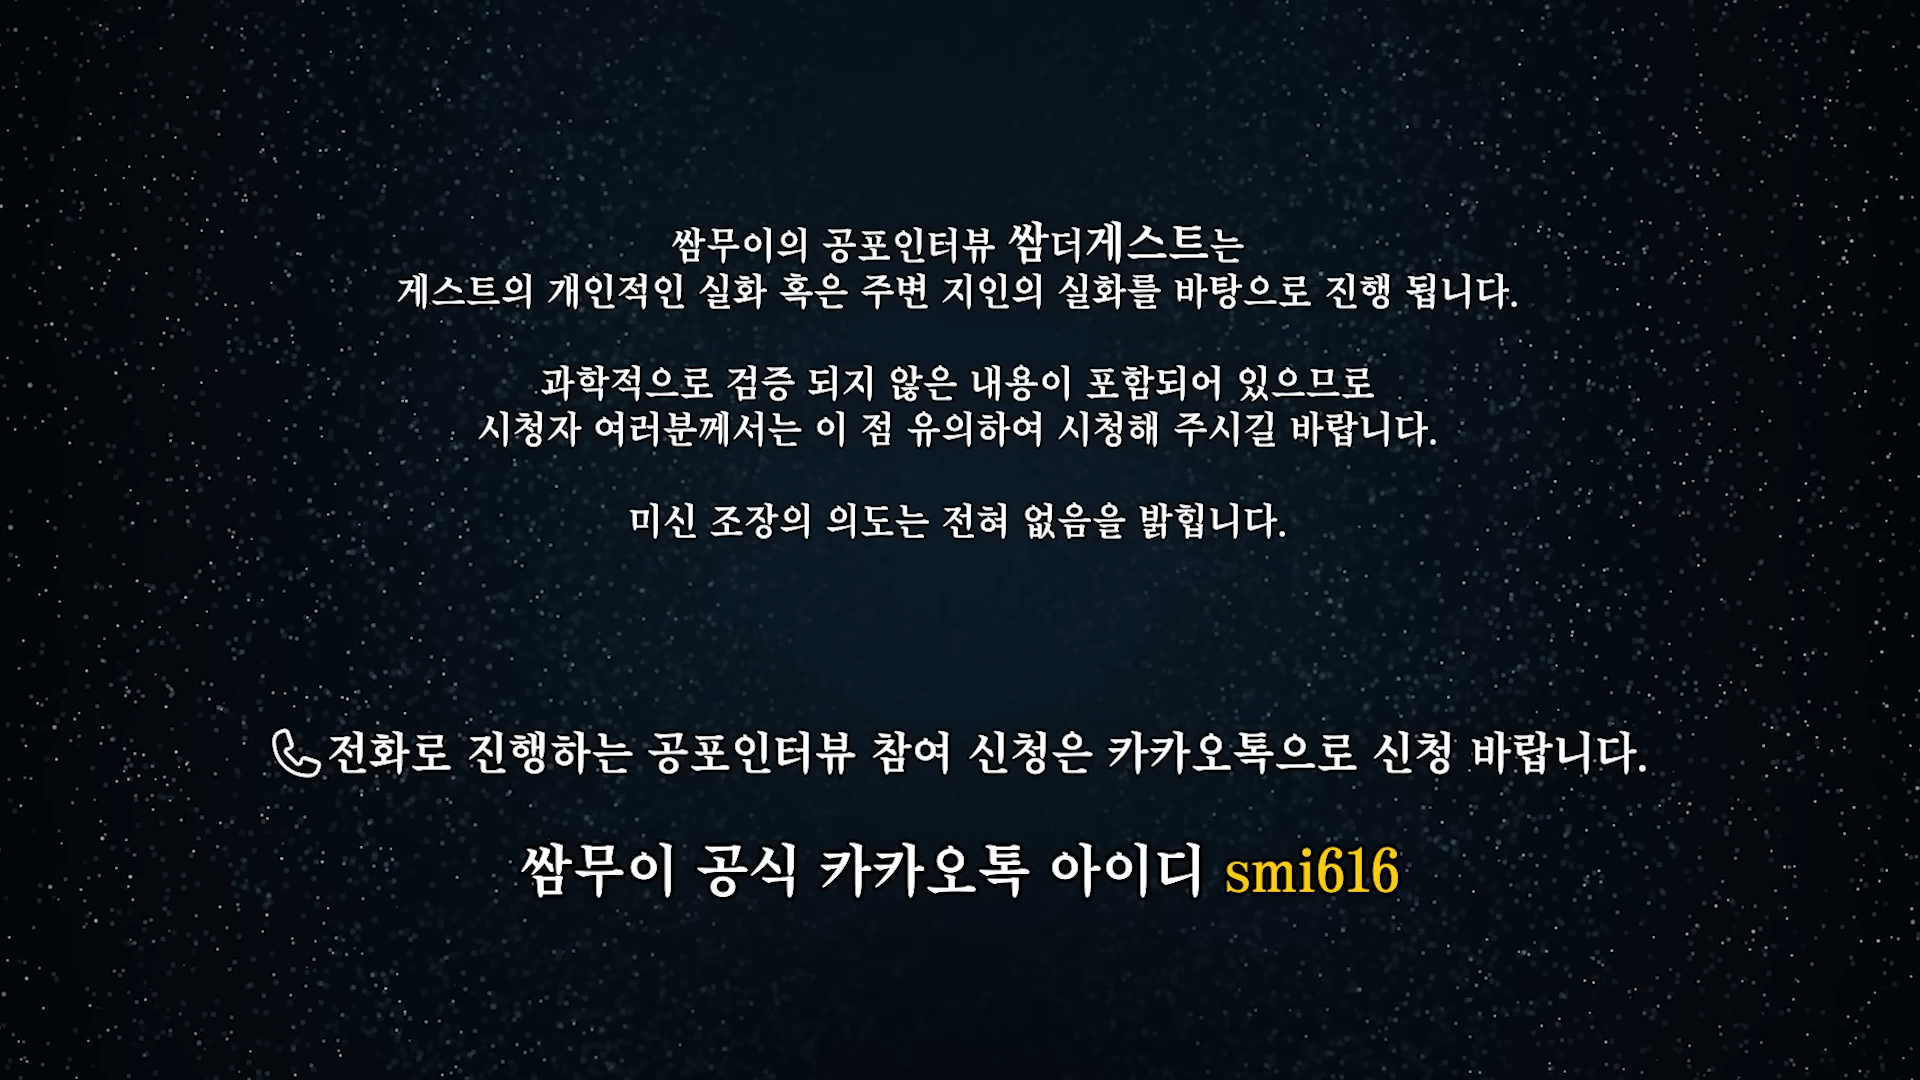 쌈무이의 공포인터뷰 쌈더게스트는
게스트의 개인적인 실화 혹은 주변 지인의 실화를 바탕으로 진행 됩니다.
과학적으로 검증 되지 않은 내용이 포함되어 있으므로
시청자 여러분께서는 이 점 유의하여 시청해 주시길 바랍니다.
미신 조장의 의도는 전혀 없음을 밝힙니다.
전화로 진행하는 공포인터뷰 참여 신청은 카카오톡으로 신청 바랍니다.
쌈무이 공식 카카오톡 아이디 smi616